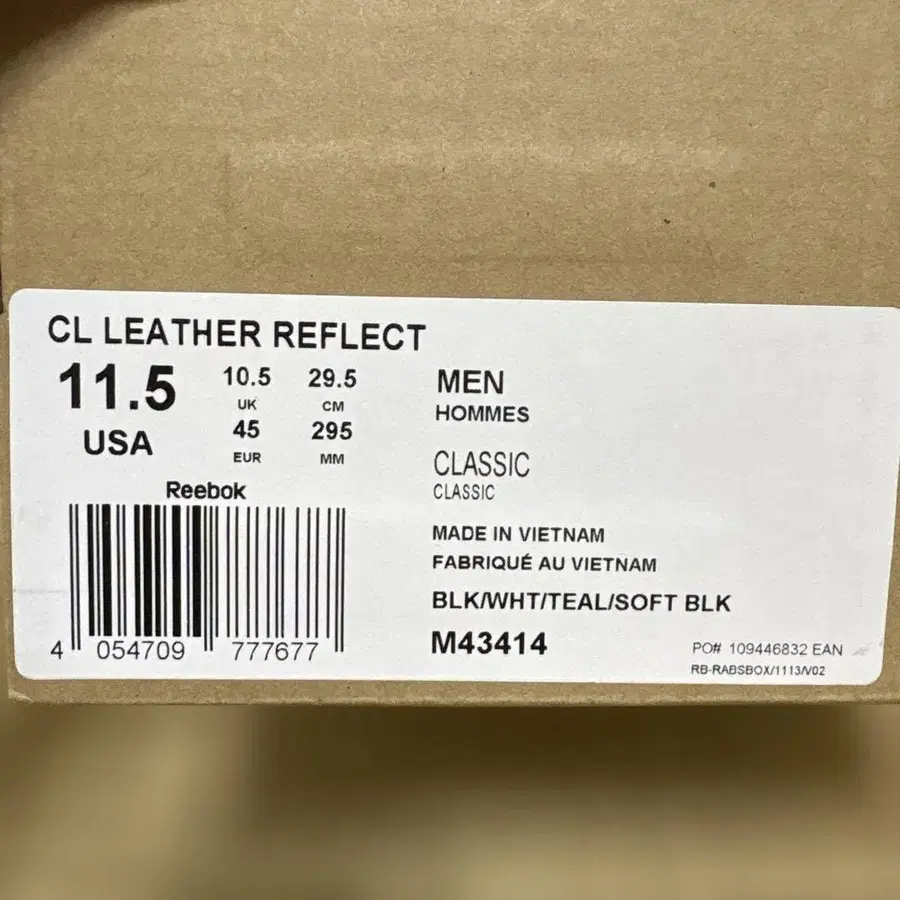 CL LEATHER REFLECT
11.5
USA
10.5 29.5
UK CM
45 295
EUR MM
Reebok
4 054709 777677
MEN
HOMMES
CLASSIC
CLASSIC
MADE IN VIETNAM
FABRIQUÉ AU VIETNAM
BLK/WHT/TEAL/SOFT BLK
M43414
PO# 109446832 EAN
RB-RABSBOX/1113/V02